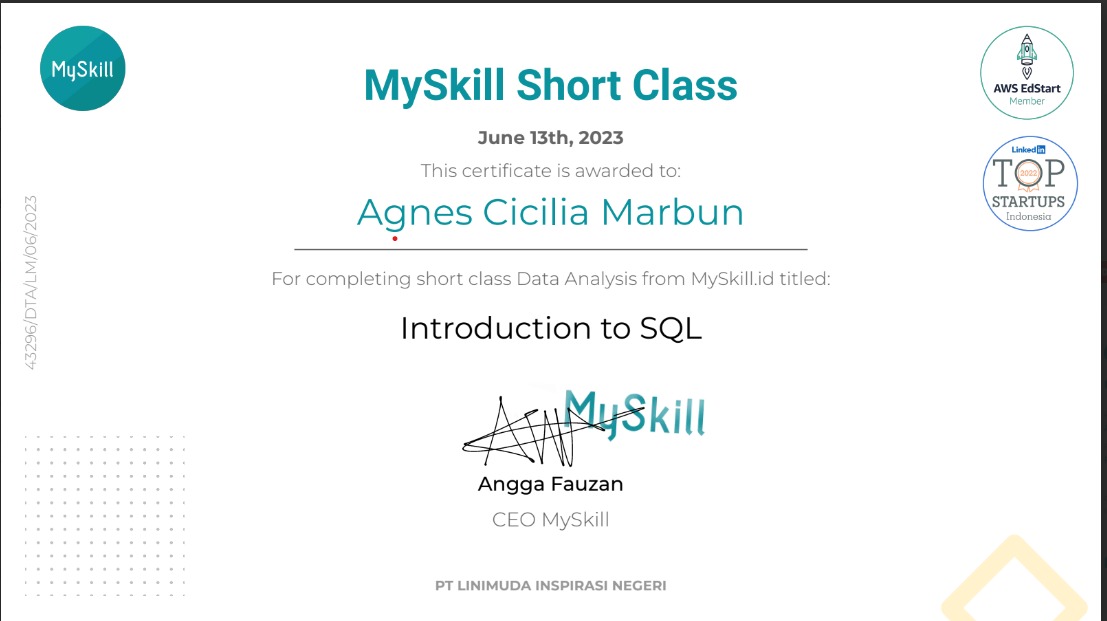 MySkill
MySkill Short Class
AWS EdStart
Member
June 13th, 2023
This certificate is awarded to:
Linked in
TOP
2022
STARTUPS
Indonesia
Agnes Cicilia Marbun
43296/DTA/LM/06/2023
For completing short class Data Analysis from MySkill.id titled:
Introduction to SQL
MySkill
Angga Fauzan
CEO MySkill
PT LINIMUDA INSPIRASI NEGERI